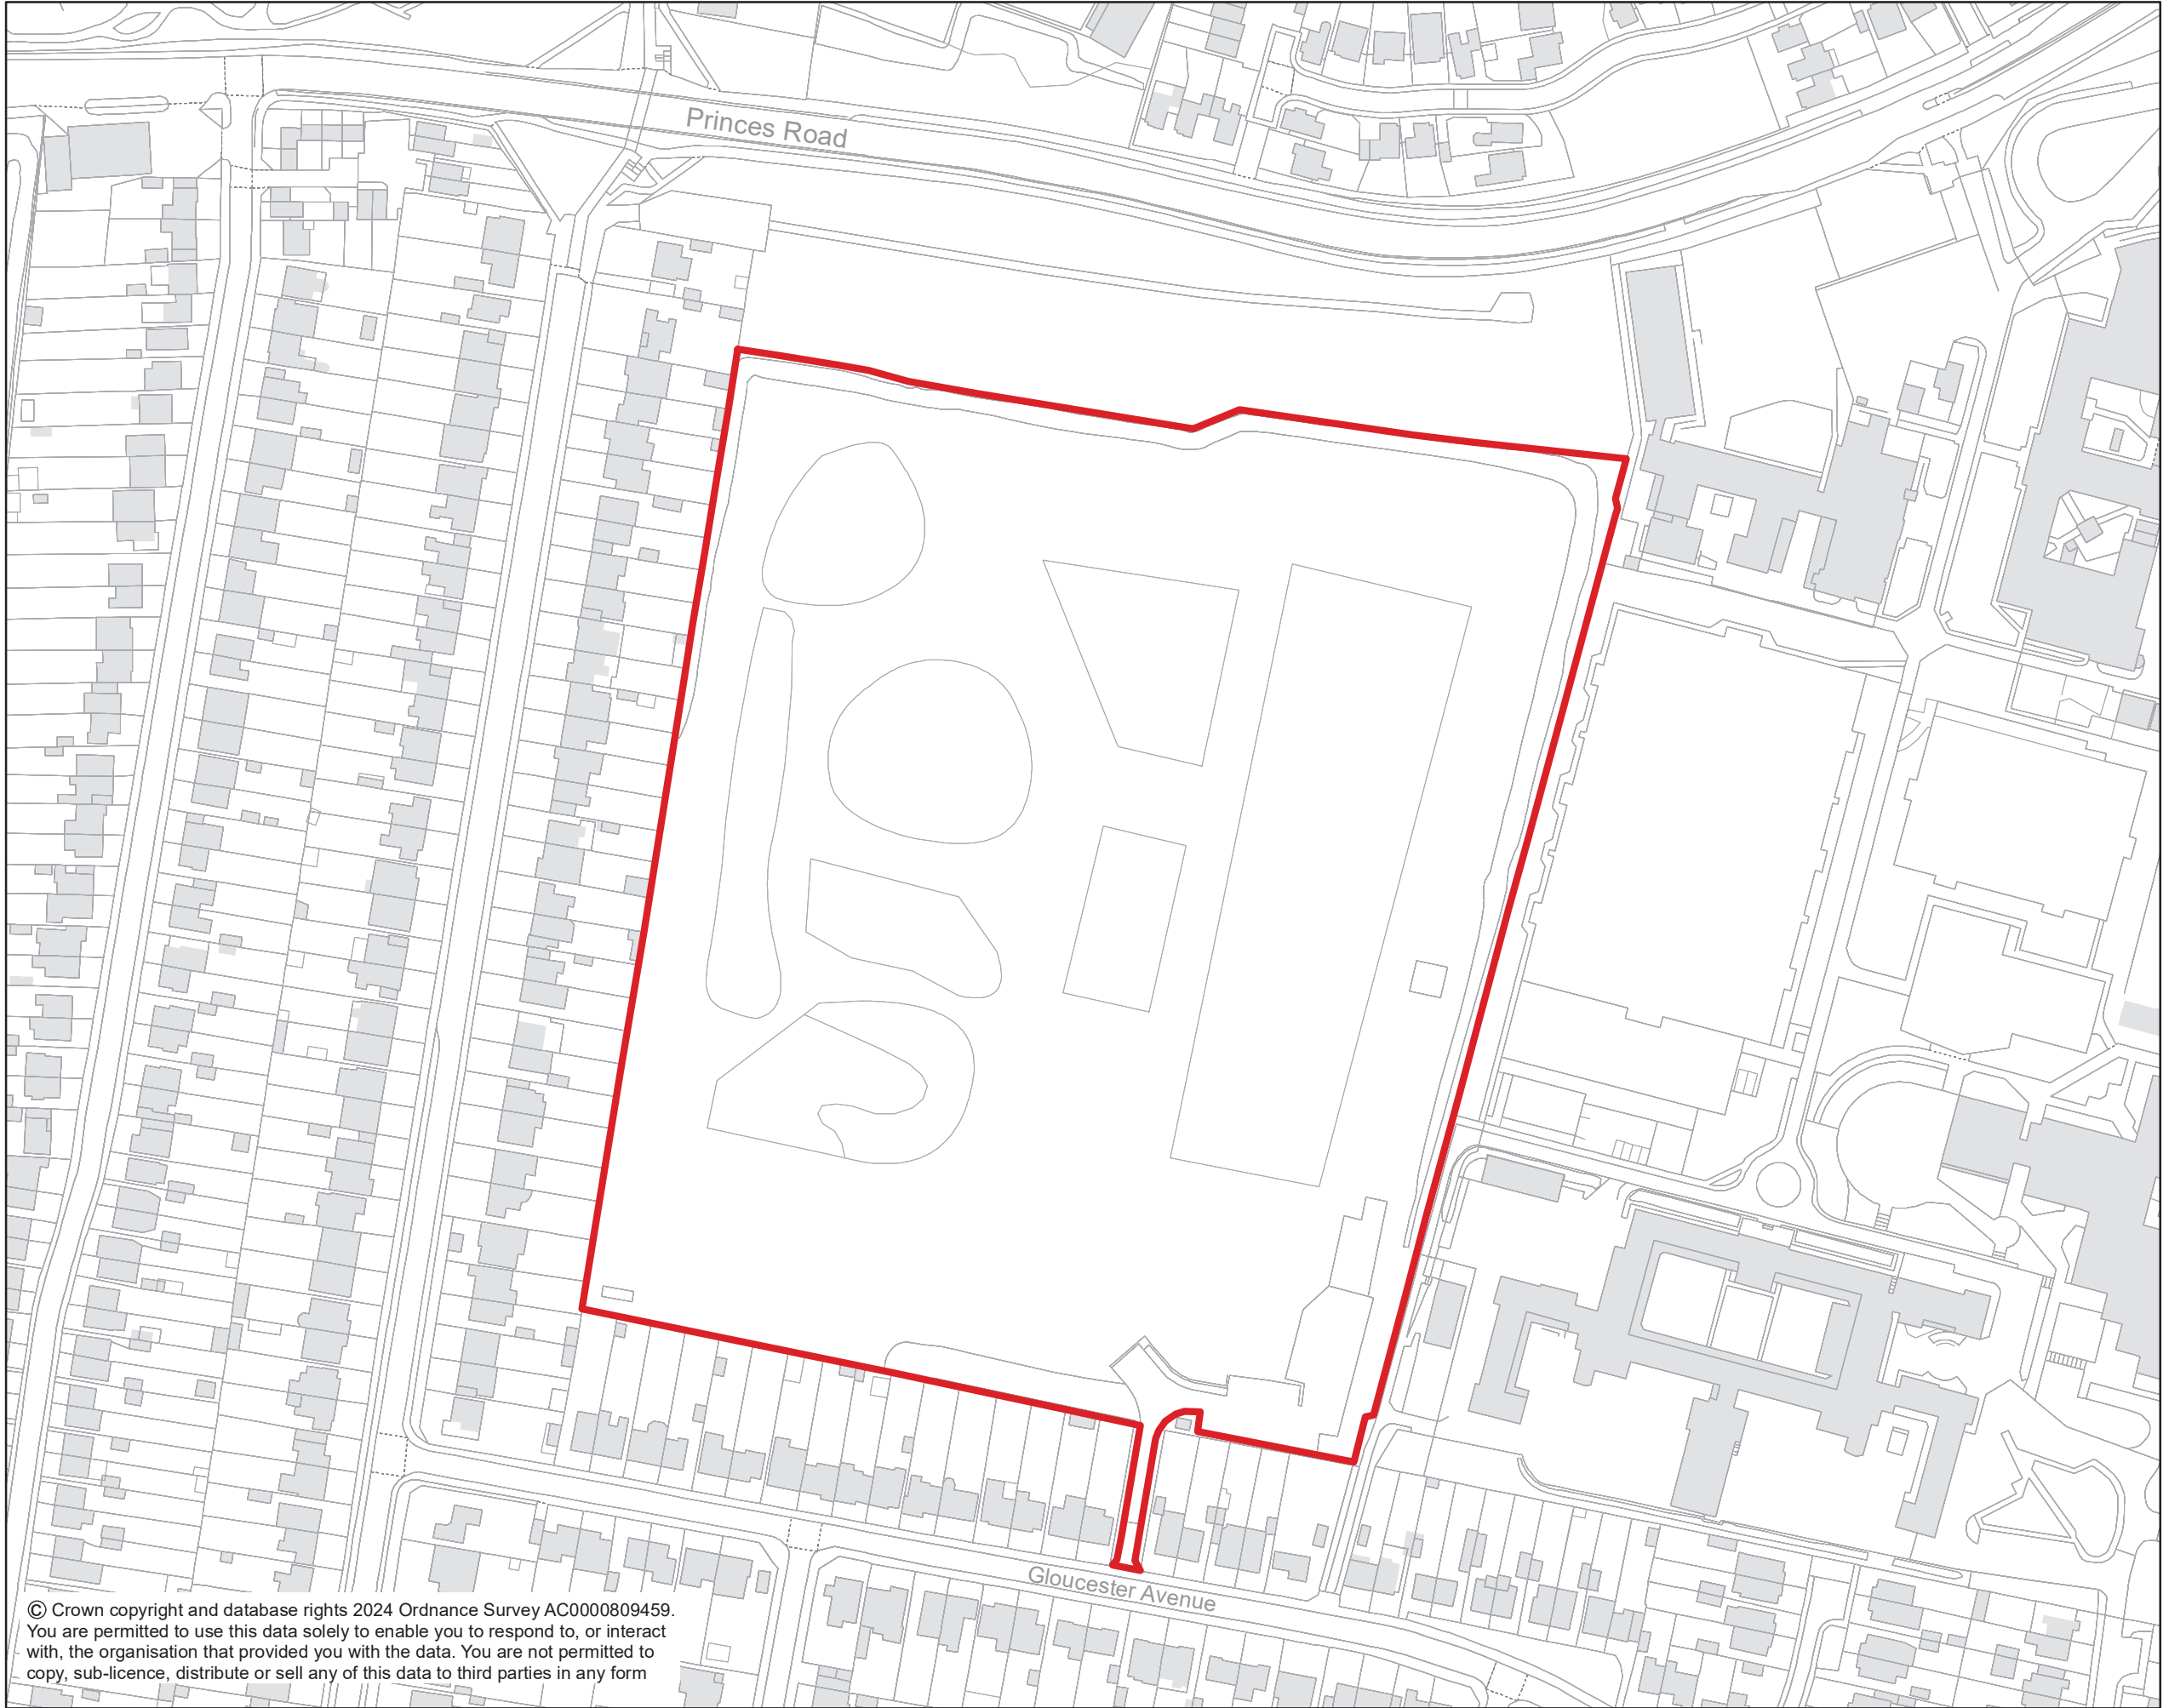 Princes Road
Gloucester Avenue
© Crown copyright and database rights 2024 Ordnance Survey AC0000809459.
You are permitted to use this data solely to enable you to respond to, or interact
with, the organisation that provided you with the data. You are not permitted to
copy, sub-licence, distribute or sell any of this data to third parties in any form